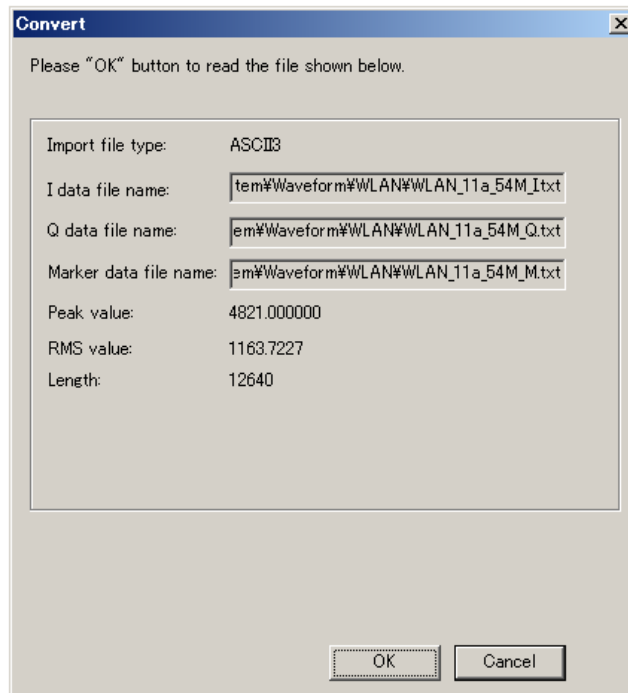 Convert
Please "OK" button to read the file shown below.
Import file type: ASCII3
I data file name: tem¥Waveform¥WLAN¥WLAN_11a_54M_I.txt
Q data file name: em¥Waveform¥WLAN¥WLAN_11a_54M_Q.txt
Marker data file name: em¥Waveform¥WLAN¥WLAN_11a_54M_M.txt
Peak value: 4821.000000
RMS value: 1163.7227
Length: 12640
OK Cancel